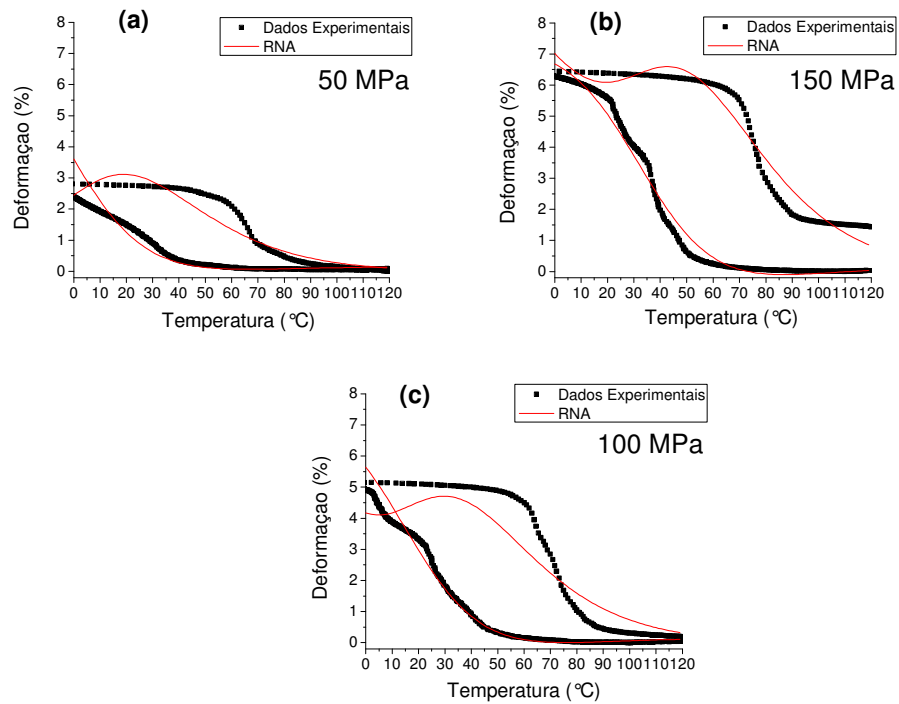 (a)
Dados Experimentais
RNA
50 MPa
8
7
6
5
4
3
2
1
0
Deformaçao (%)
0 10 20 30 40 50 60 70 80 90 100 110 120
Temperatura (°C)
(b)
Dados Experimentais
RNA
150 MPa
8
7
6
5
4
3
2
1
0
Deformaçao (%)
0 10 20 30 40 50 60 70 80 90 100 110 120
Temperatura (°C)
(c)
Dados Experimentais
RNA
100 MPa
8
7
6
5
4
3
2
1
0
Deformaçao (%)
0 10 20 30 40 50 60 70 80 90 100 110 120
Temperatura (°C)